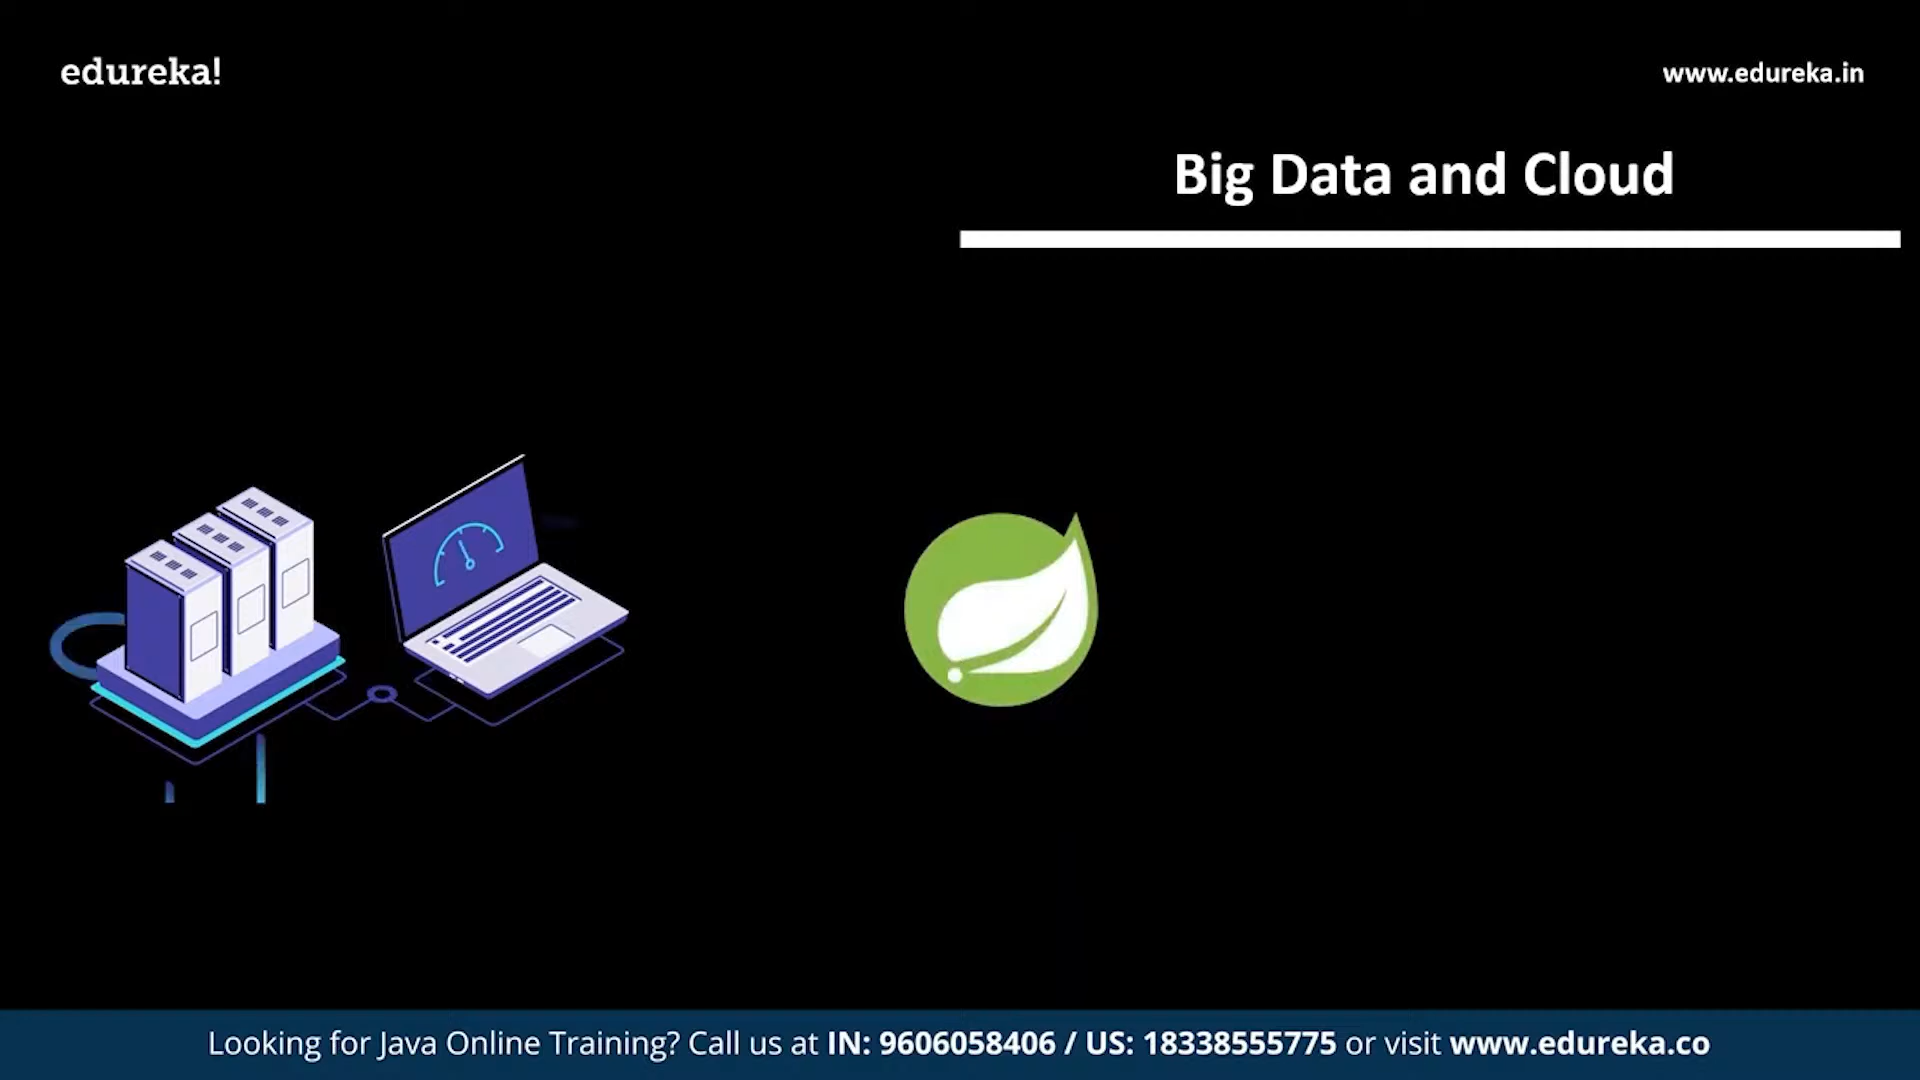 edureka!
www.edureka.in
Big Data and Cloud
Looking for Java Online Training? Call us at IN: 9606058406 / US: 18338555775 or visit www.edureka.co